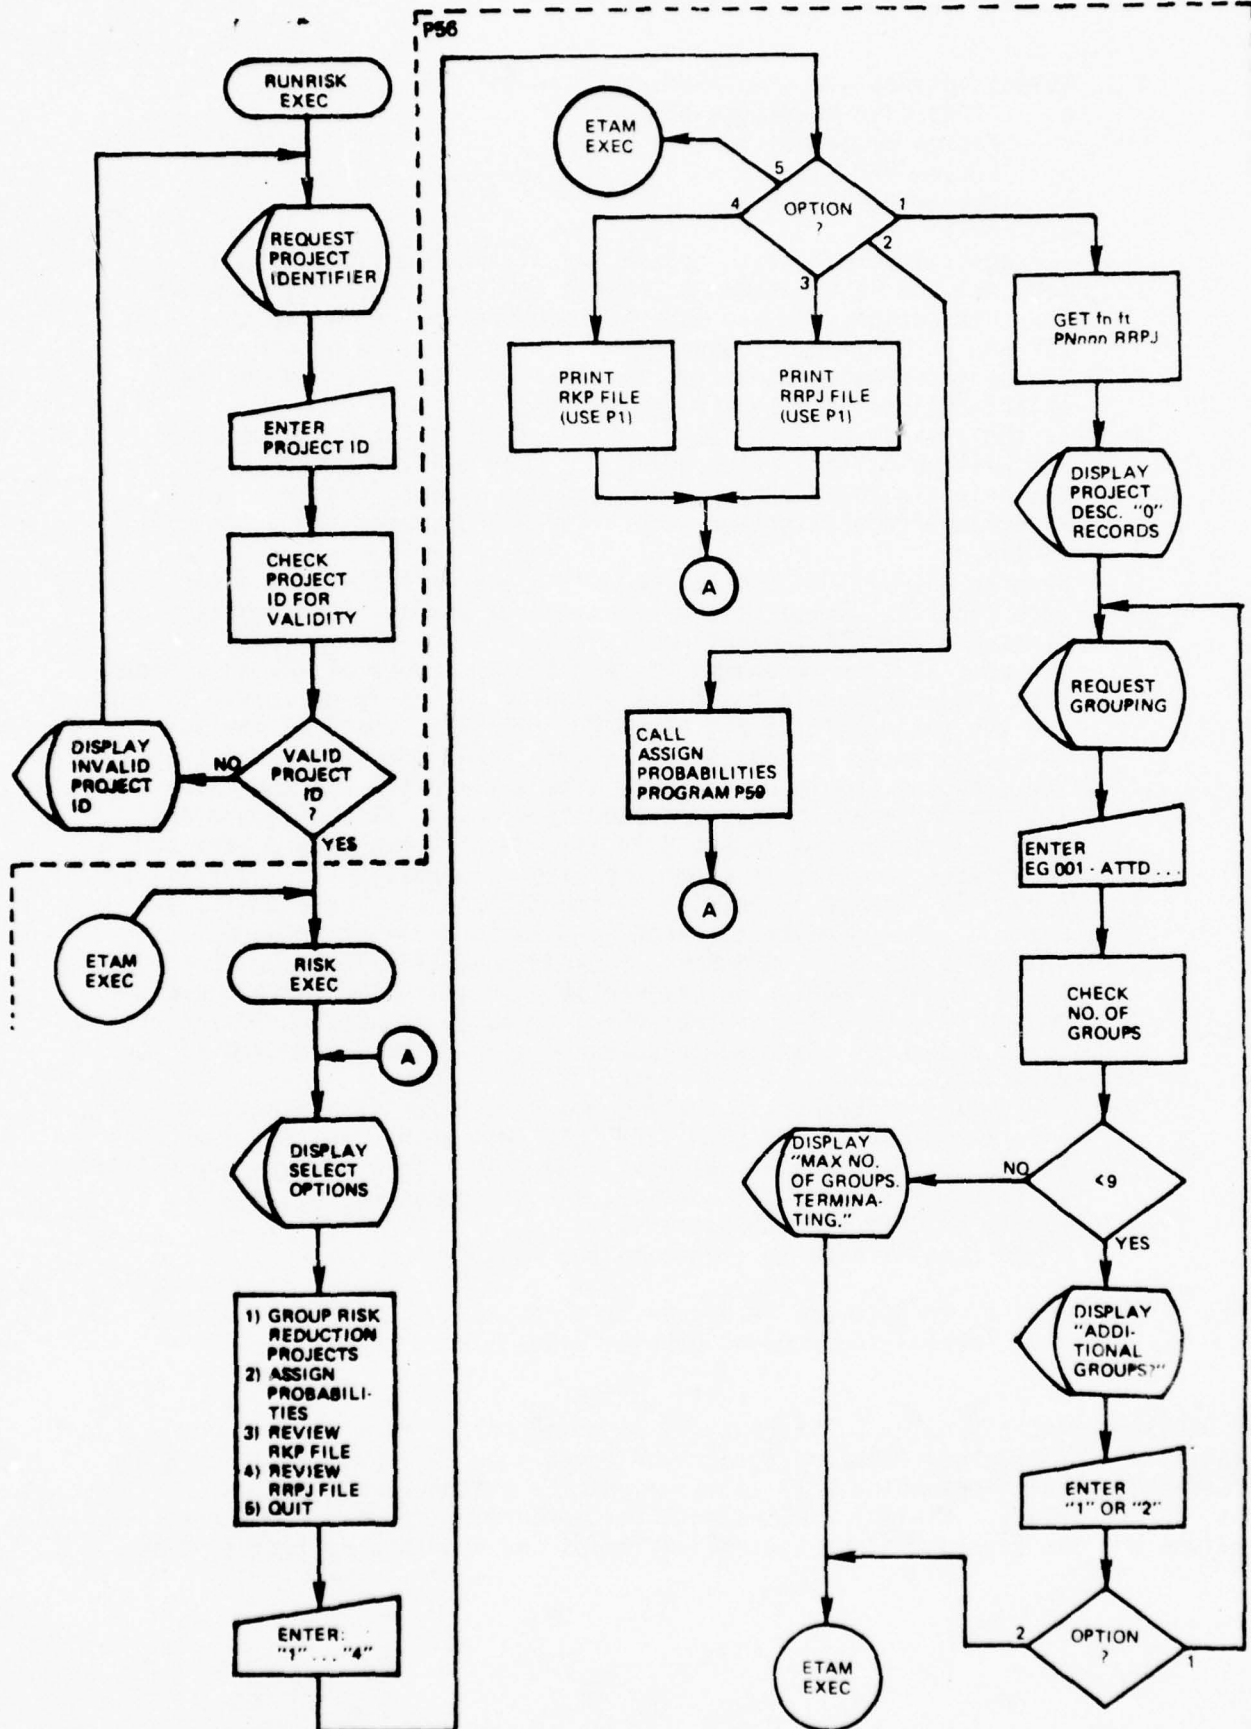 P56
RUNRISK
EXEC
REQUEST
PROJECT
IDENTIFIER
ENTER
PROJECT ID
CHECK
PROJECT
ID FOR
VALIDITY
VALID
PROJECT
ID
?
NO
YES
DISPLAY
INVALID
PROJECT
ID
ETAM
EXEC
RISK
EXEC
A
DISPLAY
SELECT
OPTIONS
1) GROUP RISK
REDUCTION
PROJECTS
2) ASSIGN
PROBABILI-
TIES
3) REVIEW
RKP FILE
4) REVIEW
RRPJ FILE
5) QUIT
ENTER:
"1" ... "4"
ETAM
EXEC
OPTION
?
5
4
1
2
3
PRINT
RKP FILE
(USE P1)
PRINT
RRPJ FILE
(USE P1)
A
CALL
ASSIGN
PROBABILITIES
PROGRAM P59
A
GET fn ft
PNnnn RRPJ
DISPLAY
PROJECT
DESC. "0"
RECORDS
REQUEST
GROUPING
ENTER
EG 001 - ATTD ...
CHECK
NO. OF
GROUPS
<9
NO
YES
DISPLAY
"MAX NO.
OF GROUPS.
TERMINA-
TING."
DISPLAY
"ADDI-
TIONAL
GROUPS?"
ENTER
"1" OR "2"
OPTION
?
2
1
ETAM
EXEC